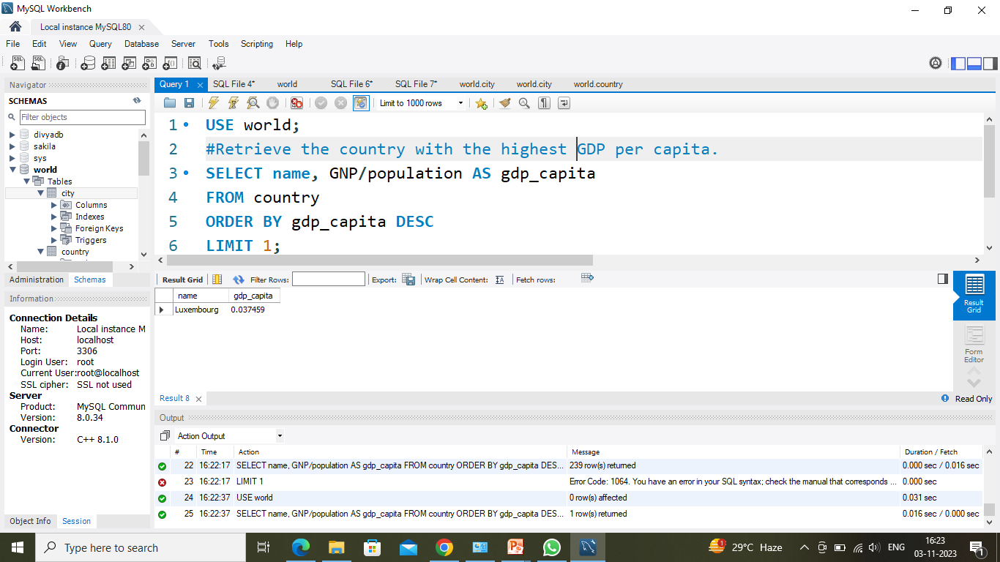 MySQL Workbench
Local instance MySQL80
File Edit View Query Database Server Tools Scripting Help
Navigator
SCHEMAS
Filter objects
divyadb
sakila
sys
world
Tables
city
Columns
Indexes
Foreign Keys
Triggers
country
Administration Schemas
Information
Connection Details
Name: Local instance M
Host: localhost
Port: 3306
Login User: root
Current User:root@localhost
SSL cipher: SSL not used
Server
Product: MySQL Commun
Version: 8.0.34
Connector
Version: C++ 8.1.0
Object Info Session
Query 1 SQL File 4* world SQL File 6* SQL File 7* world.city world.city world.country
Limit to 1000 rows
1 USE world;
2 #Retrieve the country with the highest GDP per capita.
3 SELECT name, GNP/population AS gdp_capita
4 FROM country
5 ORDER BY gdp_capita DESC
6 LIMIT 1;
Result Grid Filter Rows: Export: Wrap Cell Content: Fetch rows:
name gdp_capita
Luxembourg 0.037459
Result Grid
Form Editor
Result 8
Read Only
Output
Action Output
# Time Action Message Duration / Fetch
22 16:22:17 SELECT name, GNP/population AS gdp_capita FROM country ORDER BY gdp_capita DES... 239 row(s) returned 0.000 sec / 0.016 sec
23 16:22:17 LIMIT 1 Error Code: 1064. You have an error in your SQL syntax; check the manual that corresponds ... 0.000 sec
24 16:22:37 USE world 0 row(s) affected 0.031 sec
25 16:22:37 SELECT name, GNP/population AS gdp_capita FROM country ORDER BY gdp_capita DES... 1 row(s) returned 0.016 sec / 0.000 sec
Type here to search
1
29°C Haze
ENG
16:23
03-11-2023
1